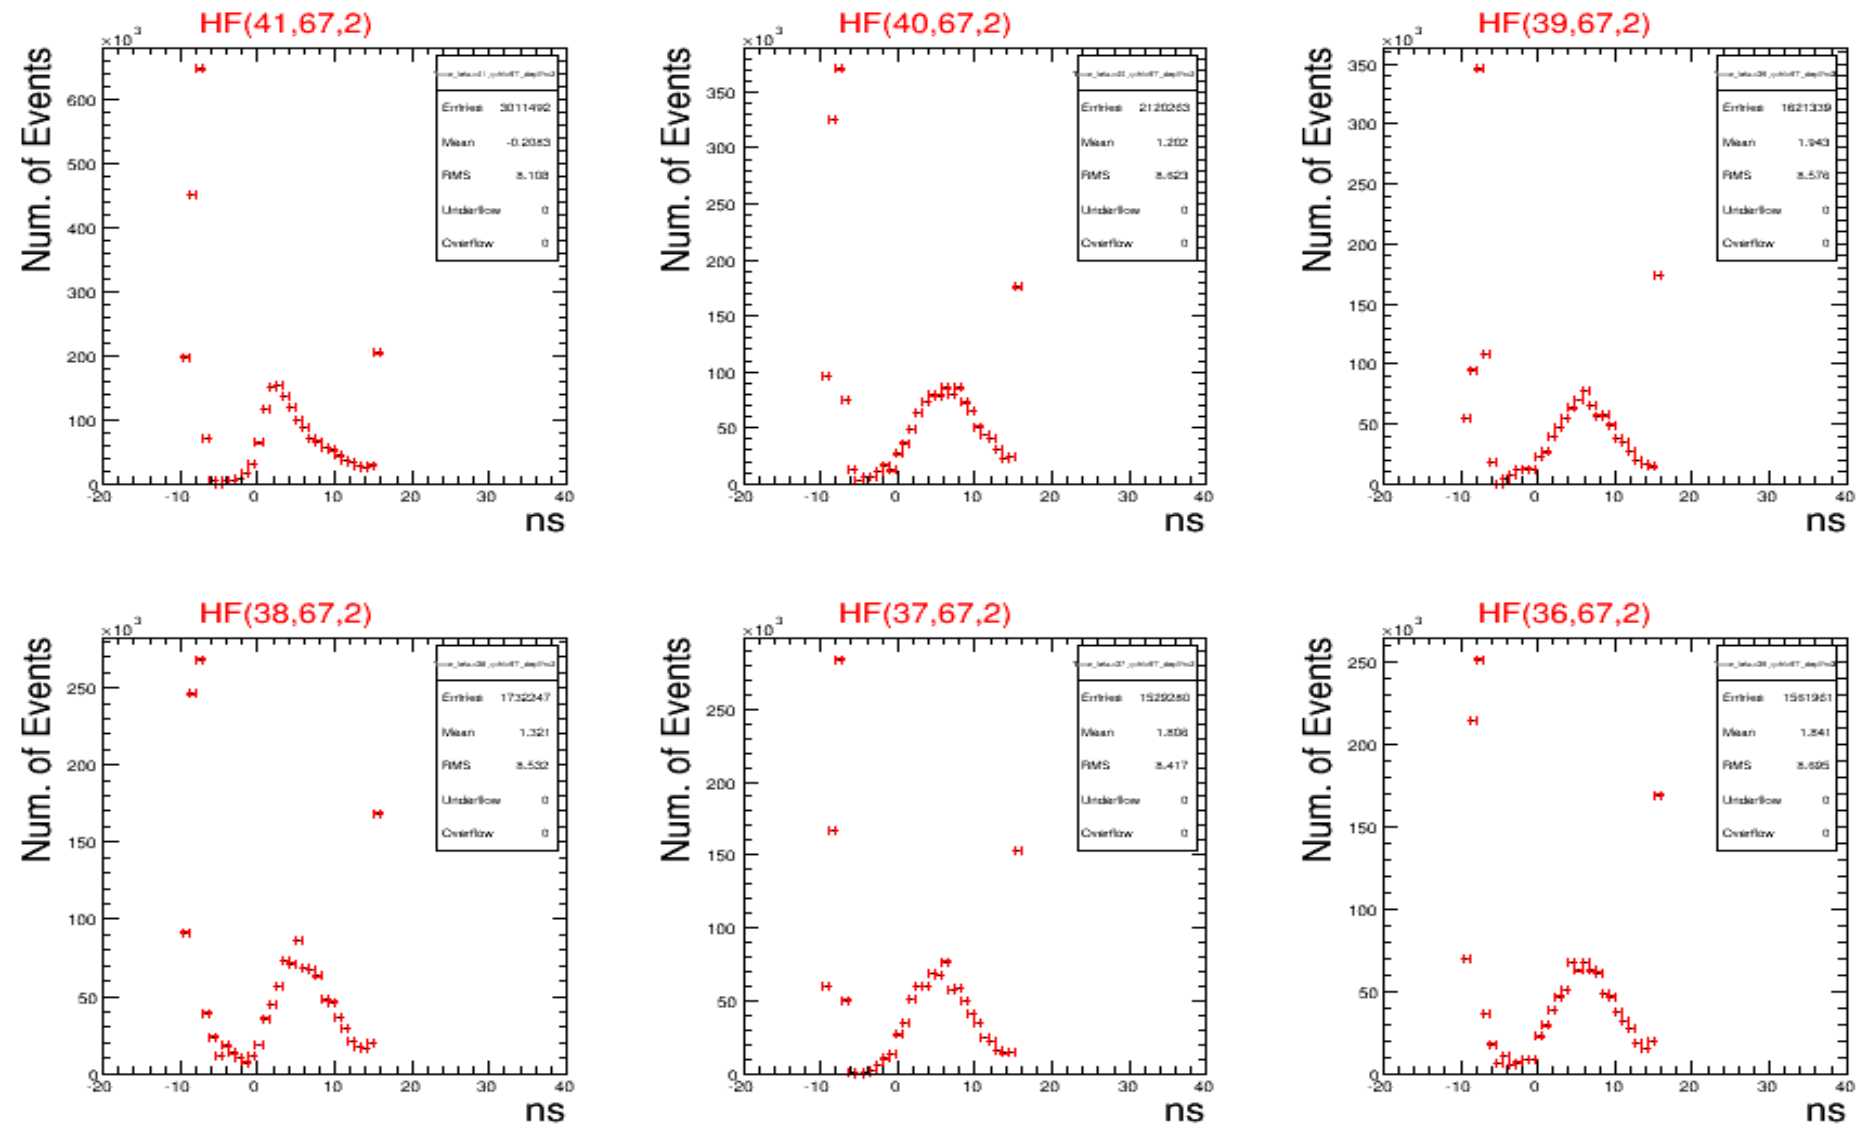 HF(41,67,2)
×10³
Num. of Events
600
500
400
300
200
100
0
-20 -10 0 10 20 30 40
ns
Entries 3011492
Mean -0.2083
RMS 8.108
Underflow 0
Overflow 0
HF(40,67,2)
×10³
Num. of Events
350
300
250
200
150
100
50
0
-20 -10 0 10 20 30 40
ns
Entries 2120263
Mean 1.202
RMS 8.623
Underflow 0
Overflow 0
HF(39,67,2)
×10³
Num. of Events
350
300
250
200
150
100
50
0
-20 -10 0 10 20 30 40
ns
Entries 1621339
Mean 1.943
RMS 8.576
Underflow 0
Overflow 0
HF(38,67,2)
×10³
Num. of Events
250
200
150
100
50
0
-20 -10 0 10 20 30 40
ns
Entries 1732247
Mean 1.321
RMS 8.532
Underflow 0
Overflow 0
HF(37,67,2)
×10³
Num. of Events
250
200
150
100
50
0
-20 -10 0 10 20 30 40
ns
Entries 1529280
Mean 1.806
RMS 8.417
Underflow 0
Overflow 0
HF(36,67,2)
×10³
Num. of Events
250
200
150
100
50
0
-20 -10 0 10 20 30 40
ns
Entries 1561961
Mean 1.841
RMS 8.695
Underflow 0
Overflow 0